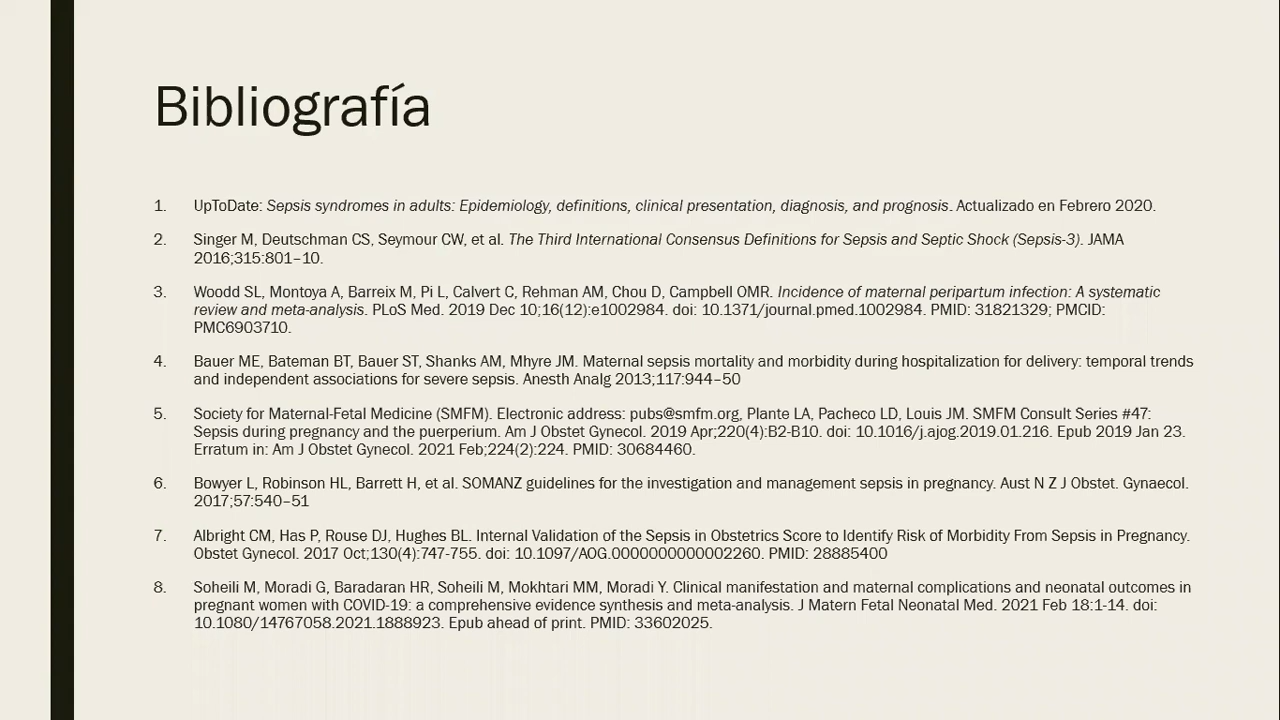 Bibliografía
1. UpToDate: Sepsis syndromes in adults: Epidemiology, definitions, clinical presentation, diagnosis, and prognosis. Actualizado en Febrero 2020.
2. Singer M, Deutschman CS, Seymour CW, et al. The Third International Consensus Definitions for Sepsis and Septic Shock (Sepsis-3). JAMA
2016;315:801–10.
3. Woodd SL, Montoya A, Barreix M, Pi L, Calvert C, Rehman AM, Chou D, Campbell OMR. Incidence of maternal peripartum infection: A systematic
review and meta-analysis. PLoS Med. 2019 Dec 10;16(12):e1002984. doi: 10.1371/journal.pmed.1002984. PMID: 31821329; PMCID:
PMC6903710.
4. Bauer ME, Bateman BT, Bauer ST, Shanks AM, Mhyre JM. Maternal sepsis mortality and morbidity during hospitalization for delivery: temporal trends
and independent associations for severe sepsis. Anesth Analg 2013;117:944–50
5. Society for Maternal-Fetal Medicine (SMFM). Electronic address: pubs@smfm.org, Plante LA, Pacheco LD, Louis JM. SMFM Consult Series #47:
Sepsis during pregnancy and the puerperium. Am J Obstet Gynecol. 2019 Apr;220(4):B2-B10. doi: 10.1016/j.ajog.2019.01.216. Epub 2019 Jan 23.
Erratum in: Am J Obstet Gynecol. 2021 Feb;224(2):224. PMID: 30684460.
6. Bowyer L, Robinson HL, Barrett H, et al. SOMANZ guidelines for the investigation and management sepsis in pregnancy. Aust N Z J Obstet. Gynaecol.
2017;57:540–51
7. Albright CM, Has P, Rouse DJ, Hughes BL. Internal Validation of the Sepsis in Obstetrics Score to Identify Risk of Morbidity From Sepsis in Pregnancy.
Obstet Gynecol. 2017 Oct;130(4):747-755. doi: 10.1097/AOG.0000000000002260. PMID: 28885400
8. Soheili M, Moradi G, Baradaran HR, Soheili M, Mokhtari MM, Moradi Y. Clinical manifestation and maternal complications and neonatal outcomes in
pregnant women with COVID-19: a comprehensive evidence synthesis and meta-analysis. J Matern Fetal Neonatal Med. 2021 Feb 18:1-14. doi:
10.1080/14767058.2021.1888923. Epub ahead of print. PMID: 33602025.